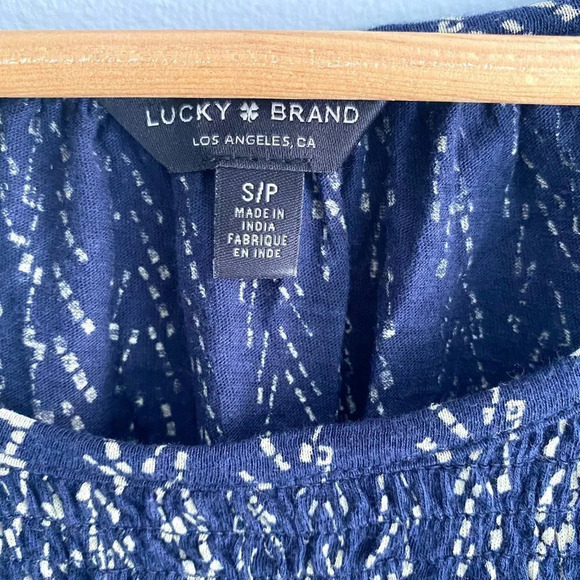 LUCKY BRAND
LOS ANGELES, CA
S/P
MADE IN
INDIA
FABRIQUE
EN INDE